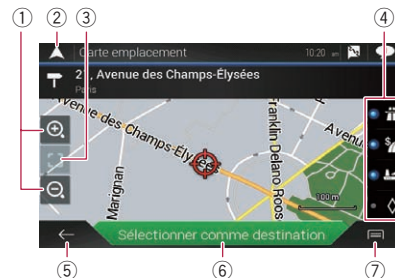 ① ② ③ ④
Carte emplacement 10:20
Avenue des Champs-Élysées
Paris
Avenue des Champs-Élysées
Franklin Delano Roos
Avenu
Marignan
100 m
Sélectionner comme destination
⑤ ⑥ ⑦